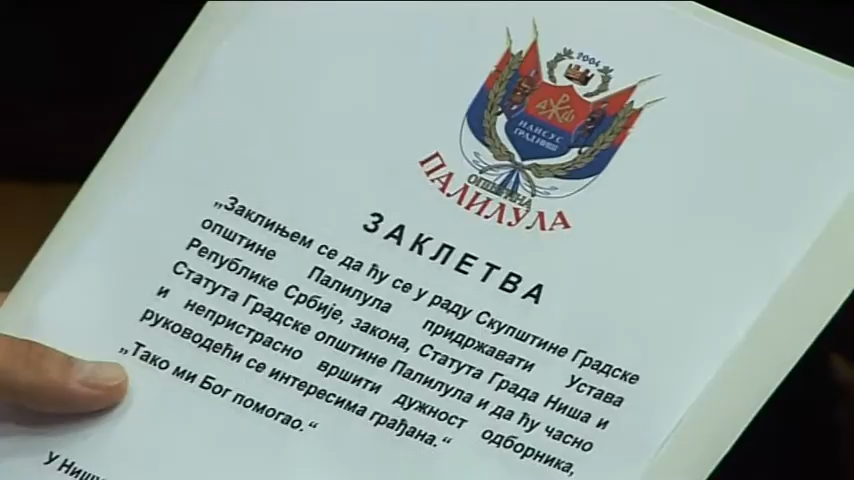 2004
НАИСУС
ГРАД НИШ
ОПШТИНА
ПАЛИЛУЛА
ЗАКЛЕТВА
„Заклињем се да ћу се у раду Скупштине Градске
општине Палилула придржавати Устава
Републике Србије, закона, Статута Града Ниша и
Статута Градске општине Палилула и да ћу часно
и непристрасно вршити дужност одборника,
руководећи се интересима грађана.“
„Тако ми Бог помогао.“
У Нишу